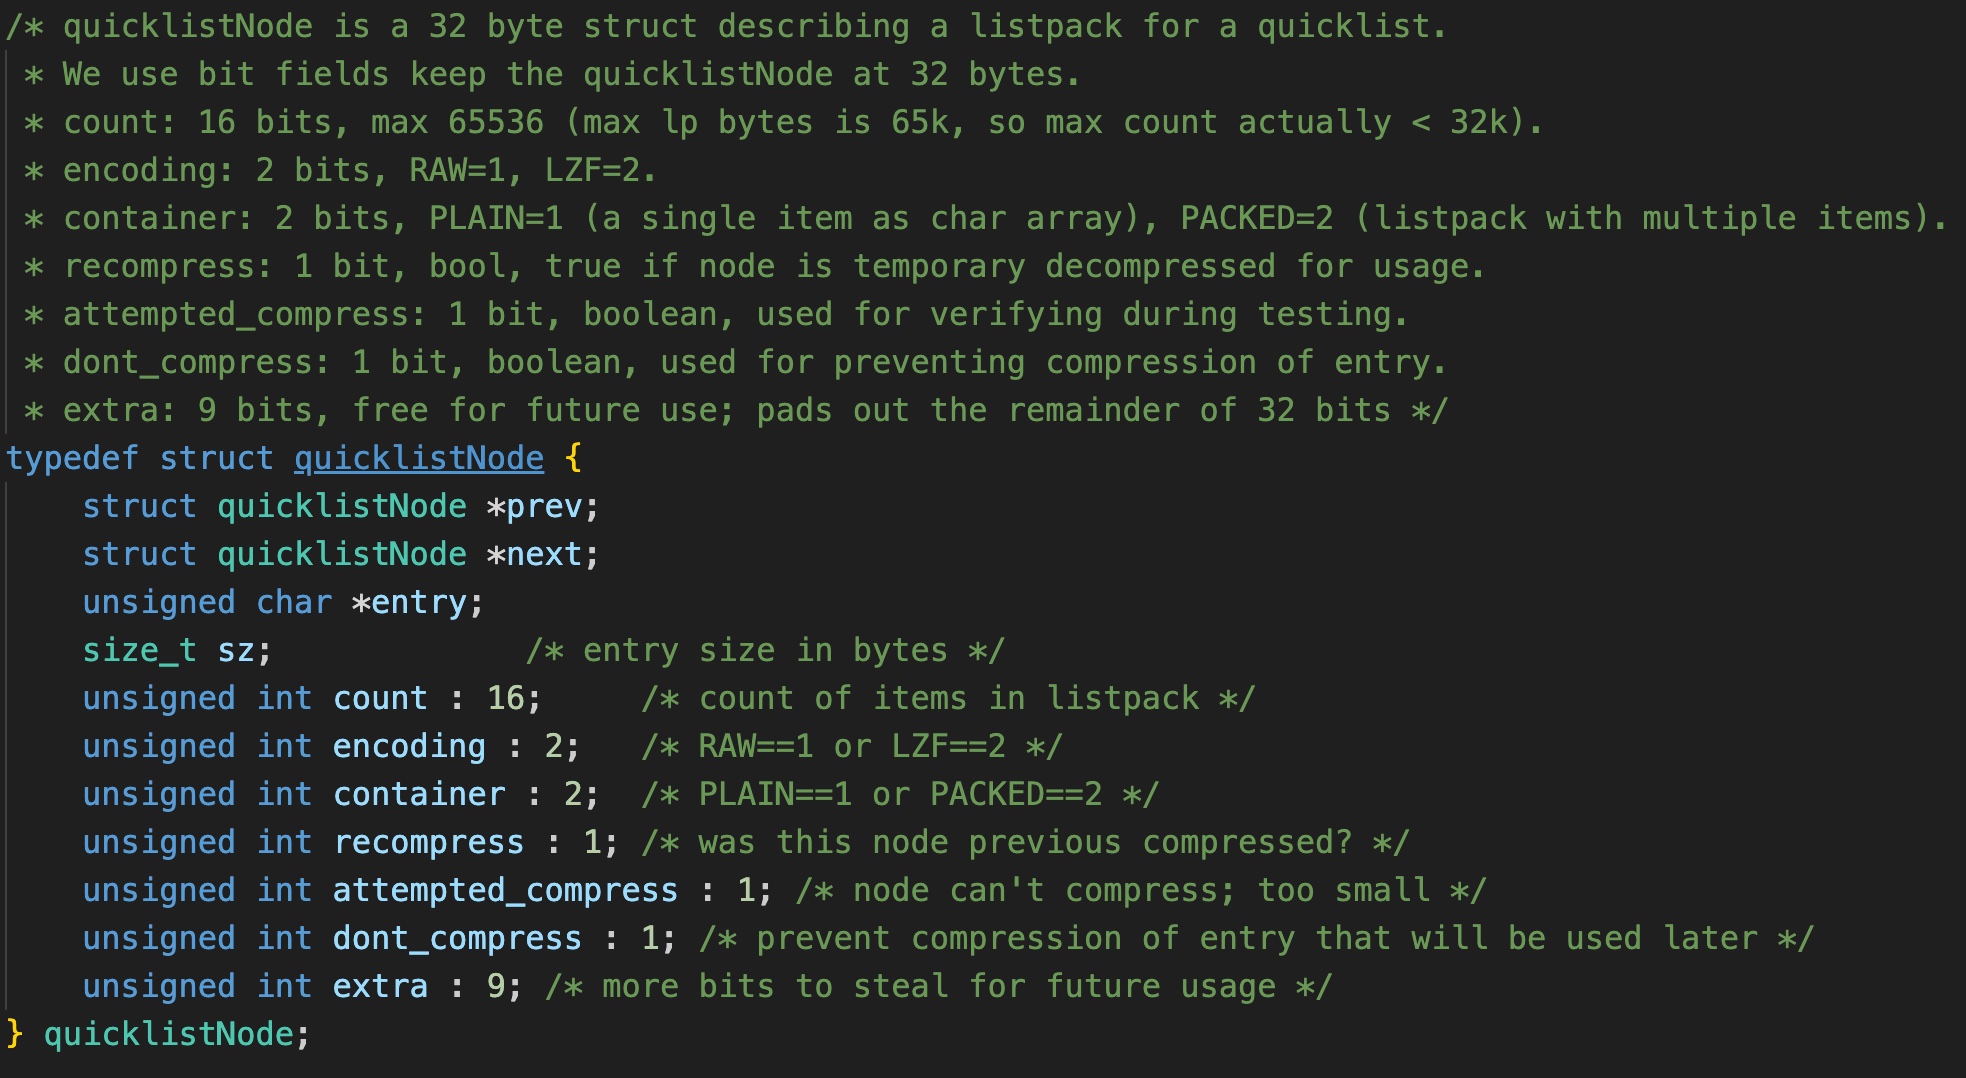 /* quicklistNode is a 32 byte struct describing a listpack for a quicklist.
 * We use bit fields keep the quicklistNode at 32 bytes.
 * count: 16 bits, max 65536 (max lp bytes is 65k, so max count actually < 32k).
 * encoding: 2 bits, RAW=1, LZF=2.
 * container: 2 bits, PLAIN=1 (a single item as char array), PACKED=2 (listpack with multiple items).
 * recompress: 1 bit, bool, true if node is temporary decompressed for usage.
 * attempted_compress: 1 bit, boolean, used for verifying during testing.
 * dont_compress: 1 bit, boolean, used for preventing compression of entry.
 * extra: 9 bits, free for future use; pads out the remainder of 32 bits */
typedef struct quicklistNode {
    struct quicklistNode *prev;
    struct quicklistNode *next;
    unsigned char *entry;
    size_t sz;             /* entry size in bytes */
    unsigned int count : 16;     /* count of items in listpack */
    unsigned int encoding : 2;   /* RAW==1 or LZF==2 */
    unsigned int container : 2;  /* PLAIN==1 or PACKED==2 */
    unsigned int recompress : 1; /* was this node previous compressed? */
    unsigned int attempted_compress : 1; /* node can't compress; too small */
    unsigned int dont_compress : 1; /* prevent compression of entry that will be used later */
    unsigned int extra : 9; /* more bits to steal for future usage */
} quicklistNode;